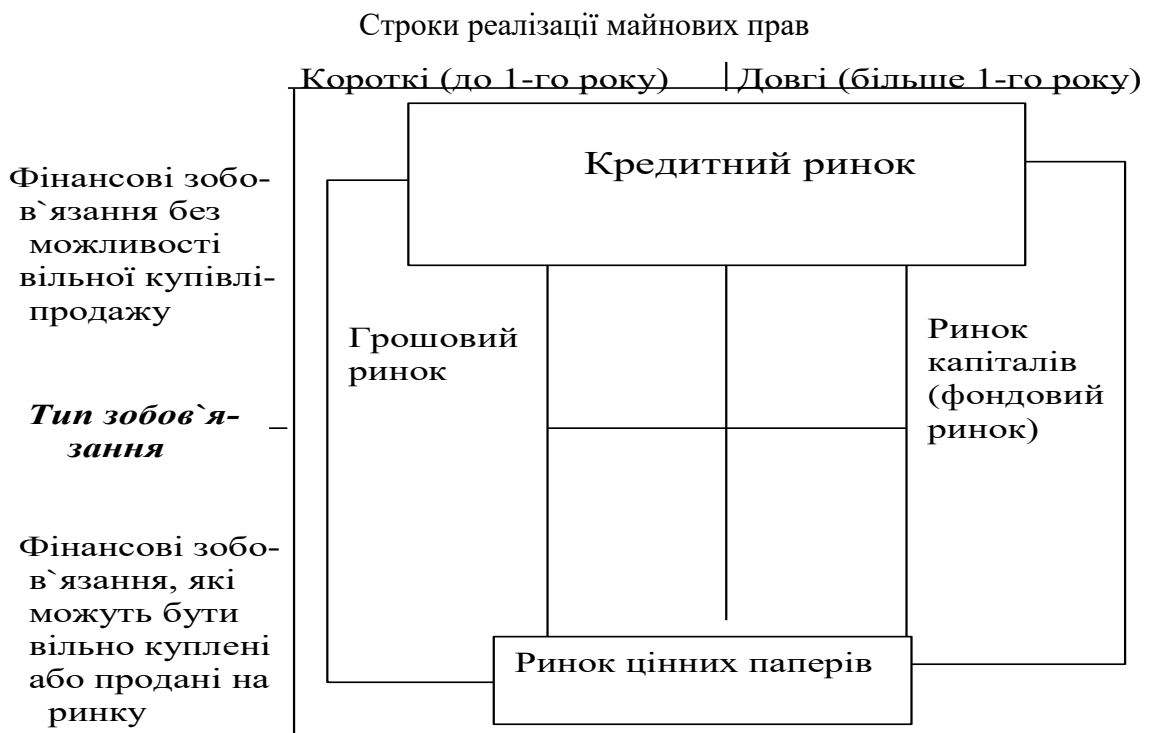 Строки реалізації майнових прав
Короткі (до 1-го року)
Довгі (більше 1-го року)
Кредитний ринок
Фінансові зобо-
в`язання без
можливості
вільної купівлі-
продажу
Грошовий
ринок
Ринок
капіталів
(фондовий
ринок)
Тип зобов`я-
зання
Фінансові зобо-
в`язання, які
можуть бути
вільно куплені
або продані на
ринку
Ринок цінних паперів